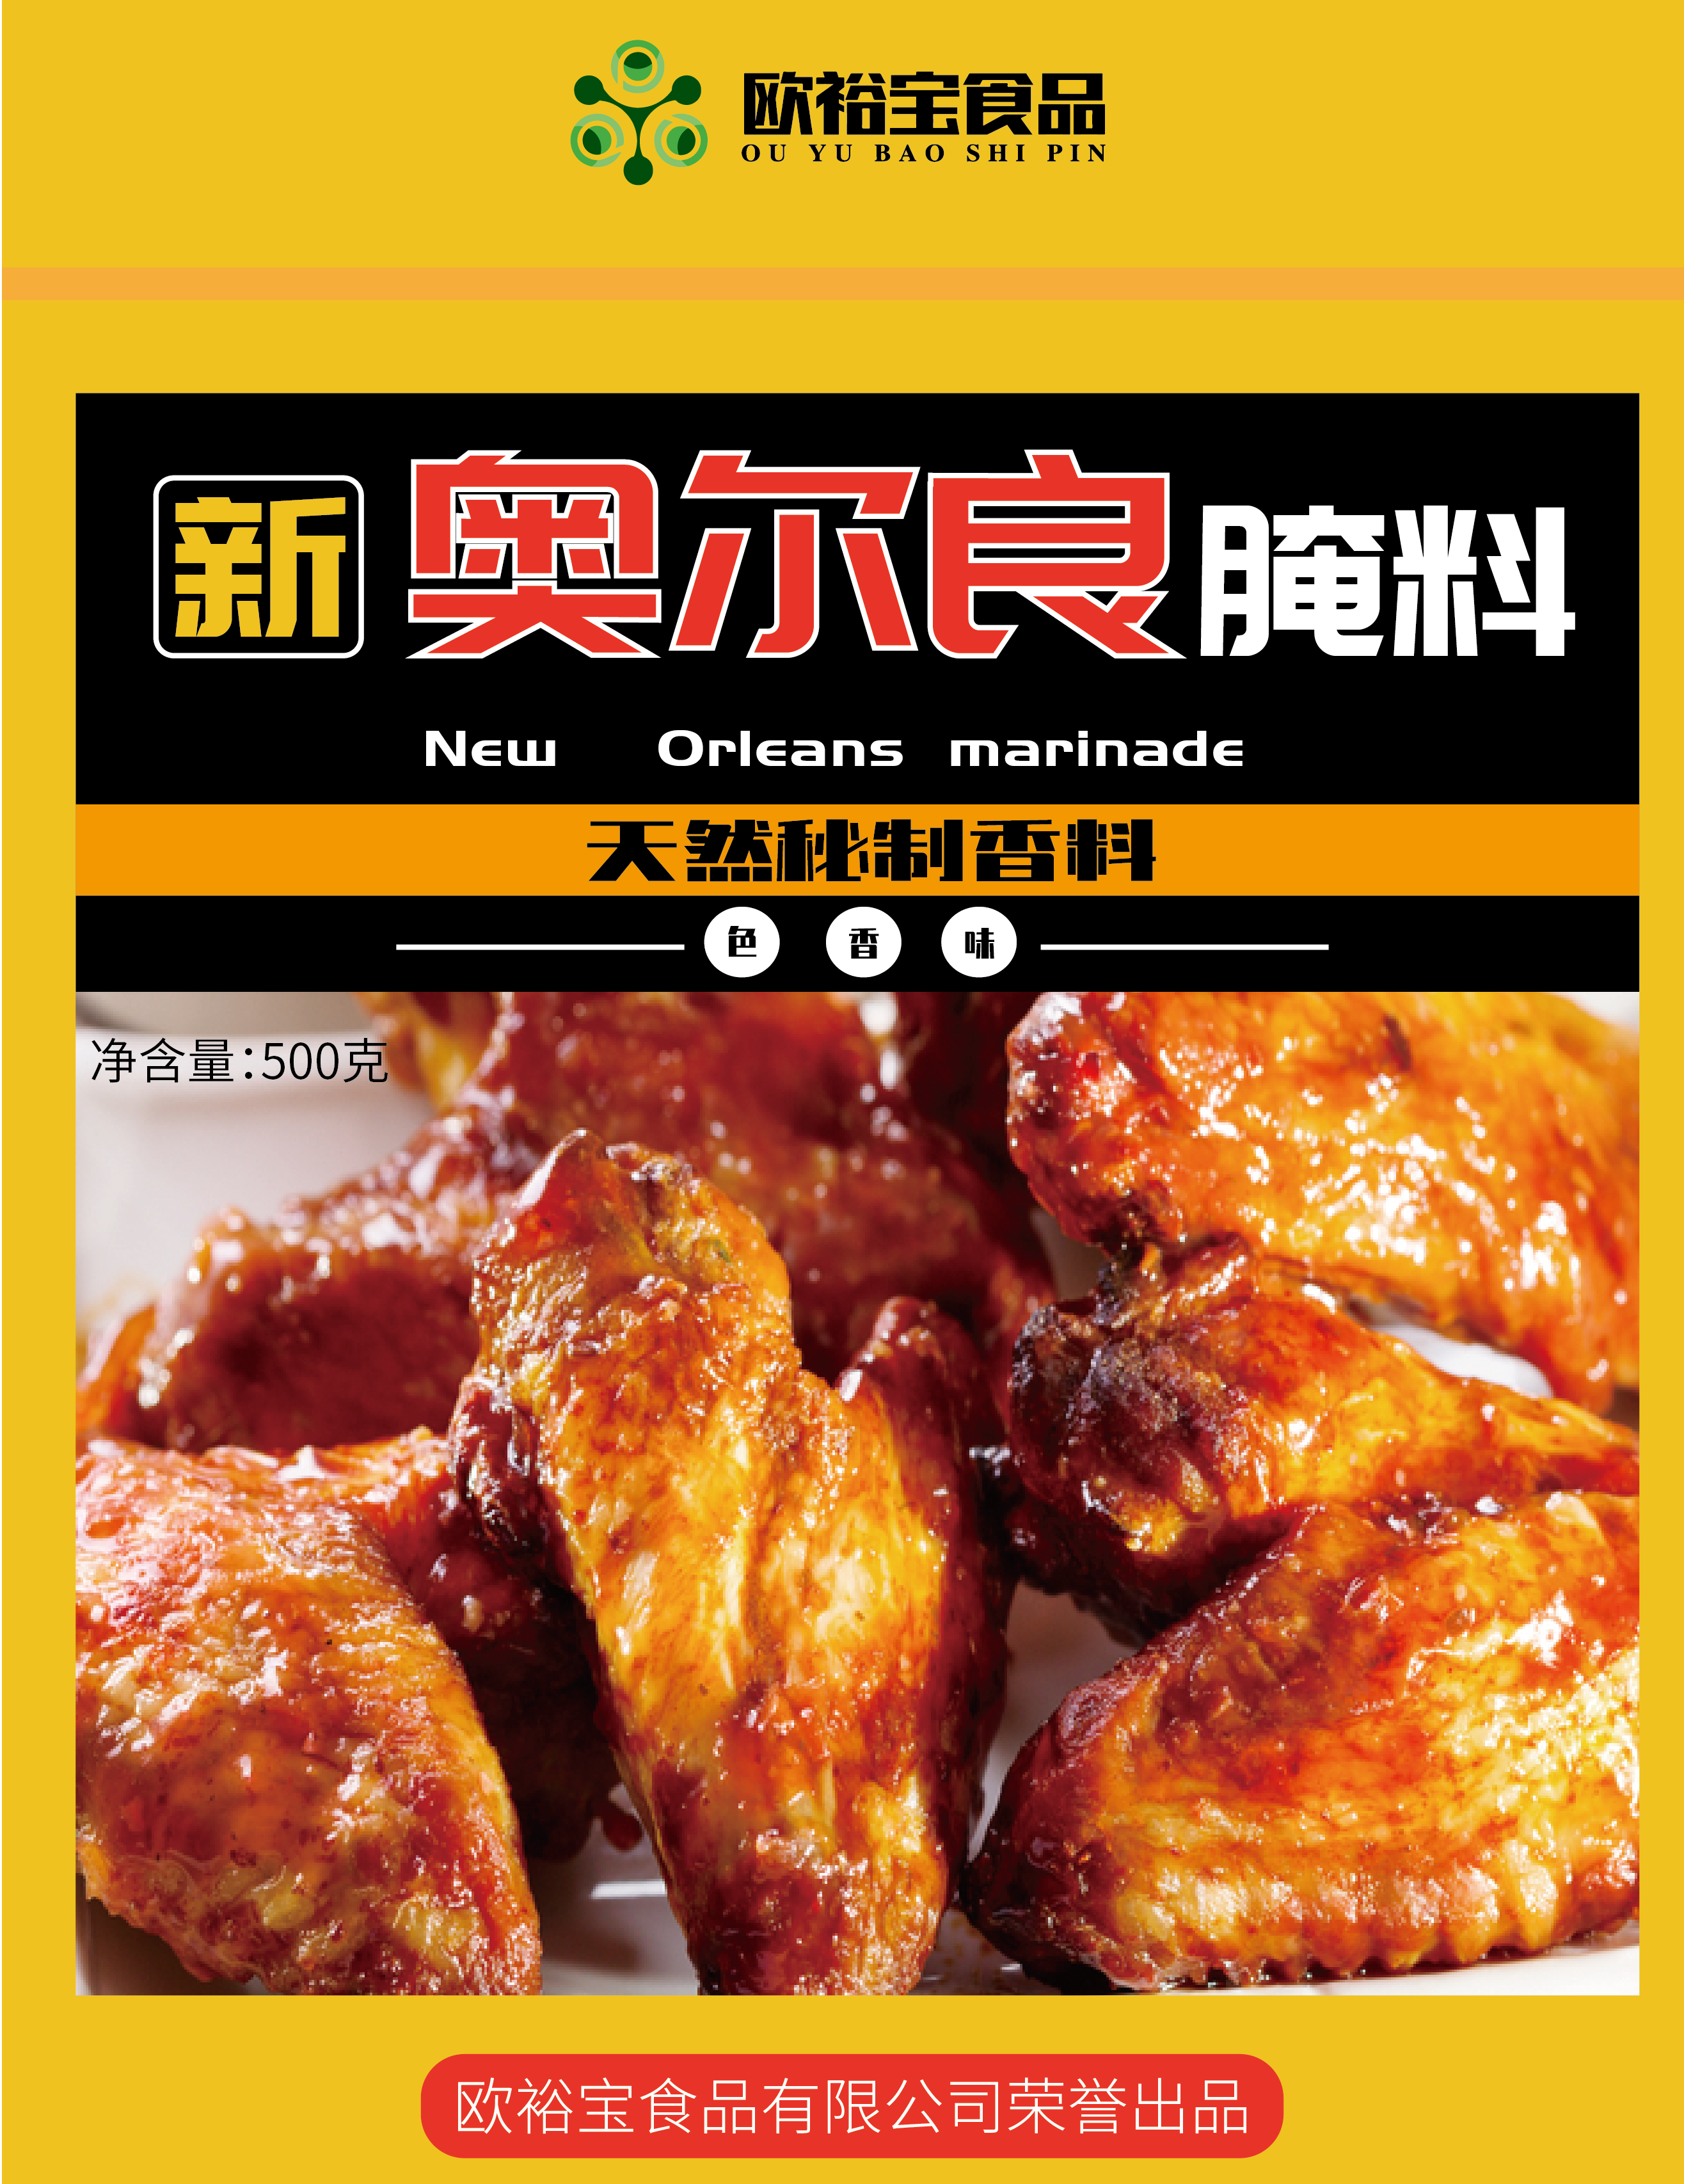 欧裕宝食品
OU YU BAO SHI PIN
新 奥尔良腌料
New Orleans marinade
天然秘制香料
色 香 味
净含量:500克
欧裕宝食品有限公司荣誉出品